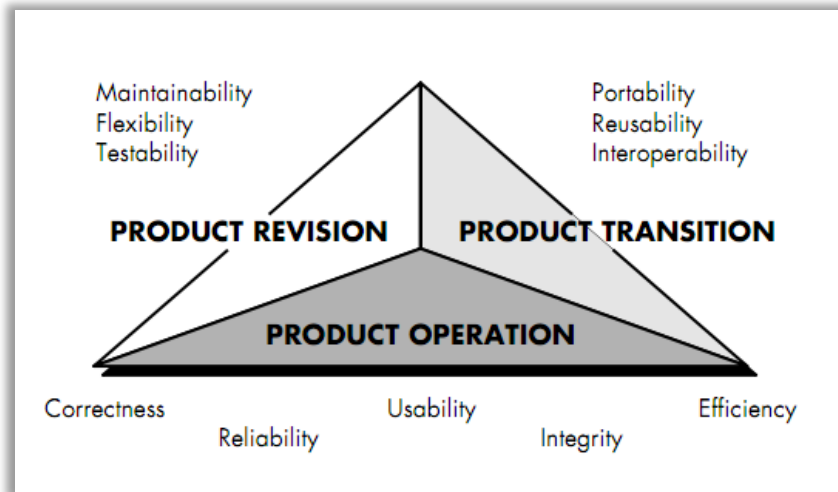 Maintainability
Flexibility
Testability
Portability
Reusability
Interoperability
PRODUCT REVISION
PRODUCT TRANSITION
PRODUCT OPERATION
Correctness
Usability
Efficiency
Reliability
Integrity